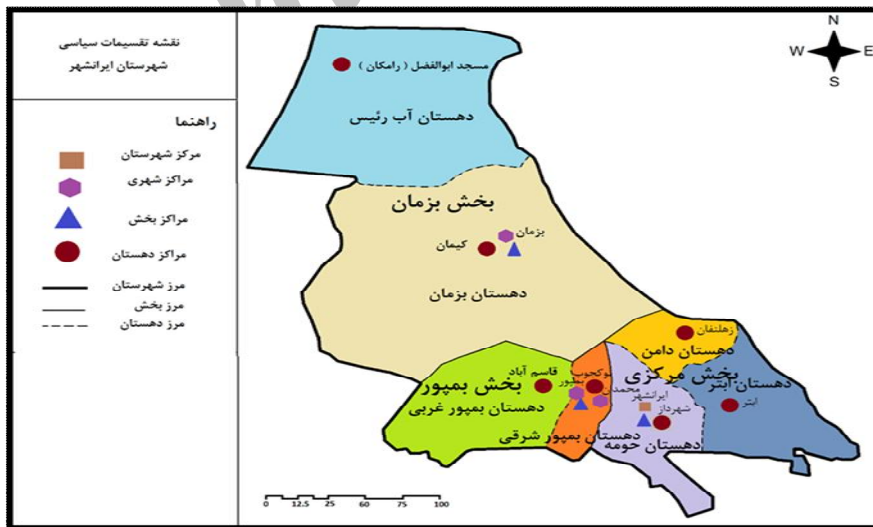 نقشه تقسیمات سیاسی
شهرستان ایرانشهر
راهنما
مرکز شهرستان
مراکز شهری
مراکز بخش
مراکز دهستان
مرز شهرستان
مرز بخش
مرز دهستان
N
W E
S
مسجد ابوالفضل ( رامکان )
دهستان آب رئیس
بخش بزمان
بزمان
کیمان
دهستان بزمان
زهلنفان
دهستان دامن
بخش مرکزی
دهستان ابتر
ابتر
ایرانشهر
شهرداز
دهستان حومه
نوکجوب
محمدان
بمپور
دهستان بمپور شرقی
قاسم آباد
بخش بمپور
دهستان بمپور غربی
0 12.5 25 60 75 100